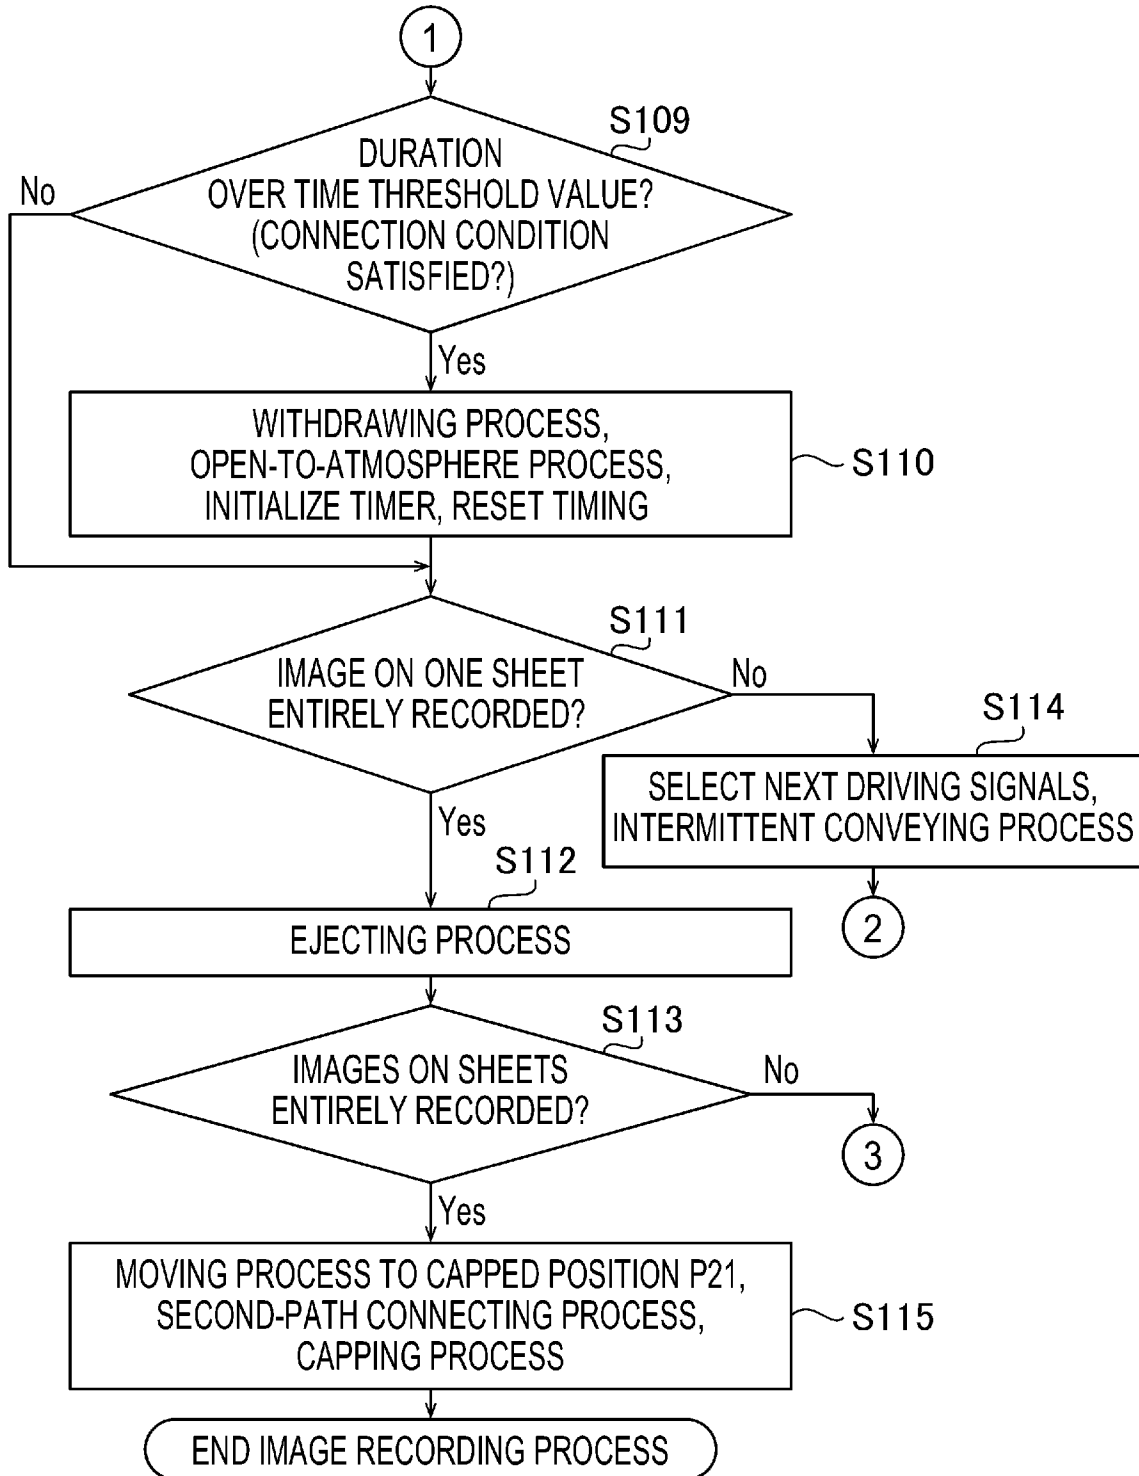 1
S109
DURATION
OVER TIME THRESHOLD VALUE?
(CONNECTION CONDITION
SATISFIED?)
No
Yes
WITHDRAWING PROCESS,
OPEN-TO-ATMOSPHERE PROCESS,
INITIALIZE TIMER, RESET TIMING
S110
S111
IMAGE ON ONE SHEET
ENTIRELY RECORDED?
No
Yes
S114
SELECT NEXT DRIVING SIGNALS,
INTERMITTENT CONVEYING PROCESS
2
S112
EJECTING PROCESS
S113
IMAGES ON SHEETS
ENTIRELY RECORDED?
No
3
Yes
MOVING PROCESS TO CAPPED POSITION P21,
SECOND-PATH CONNECTING PROCESS,
CAPPING PROCESS
S115
END IMAGE RECORDING PROCESS